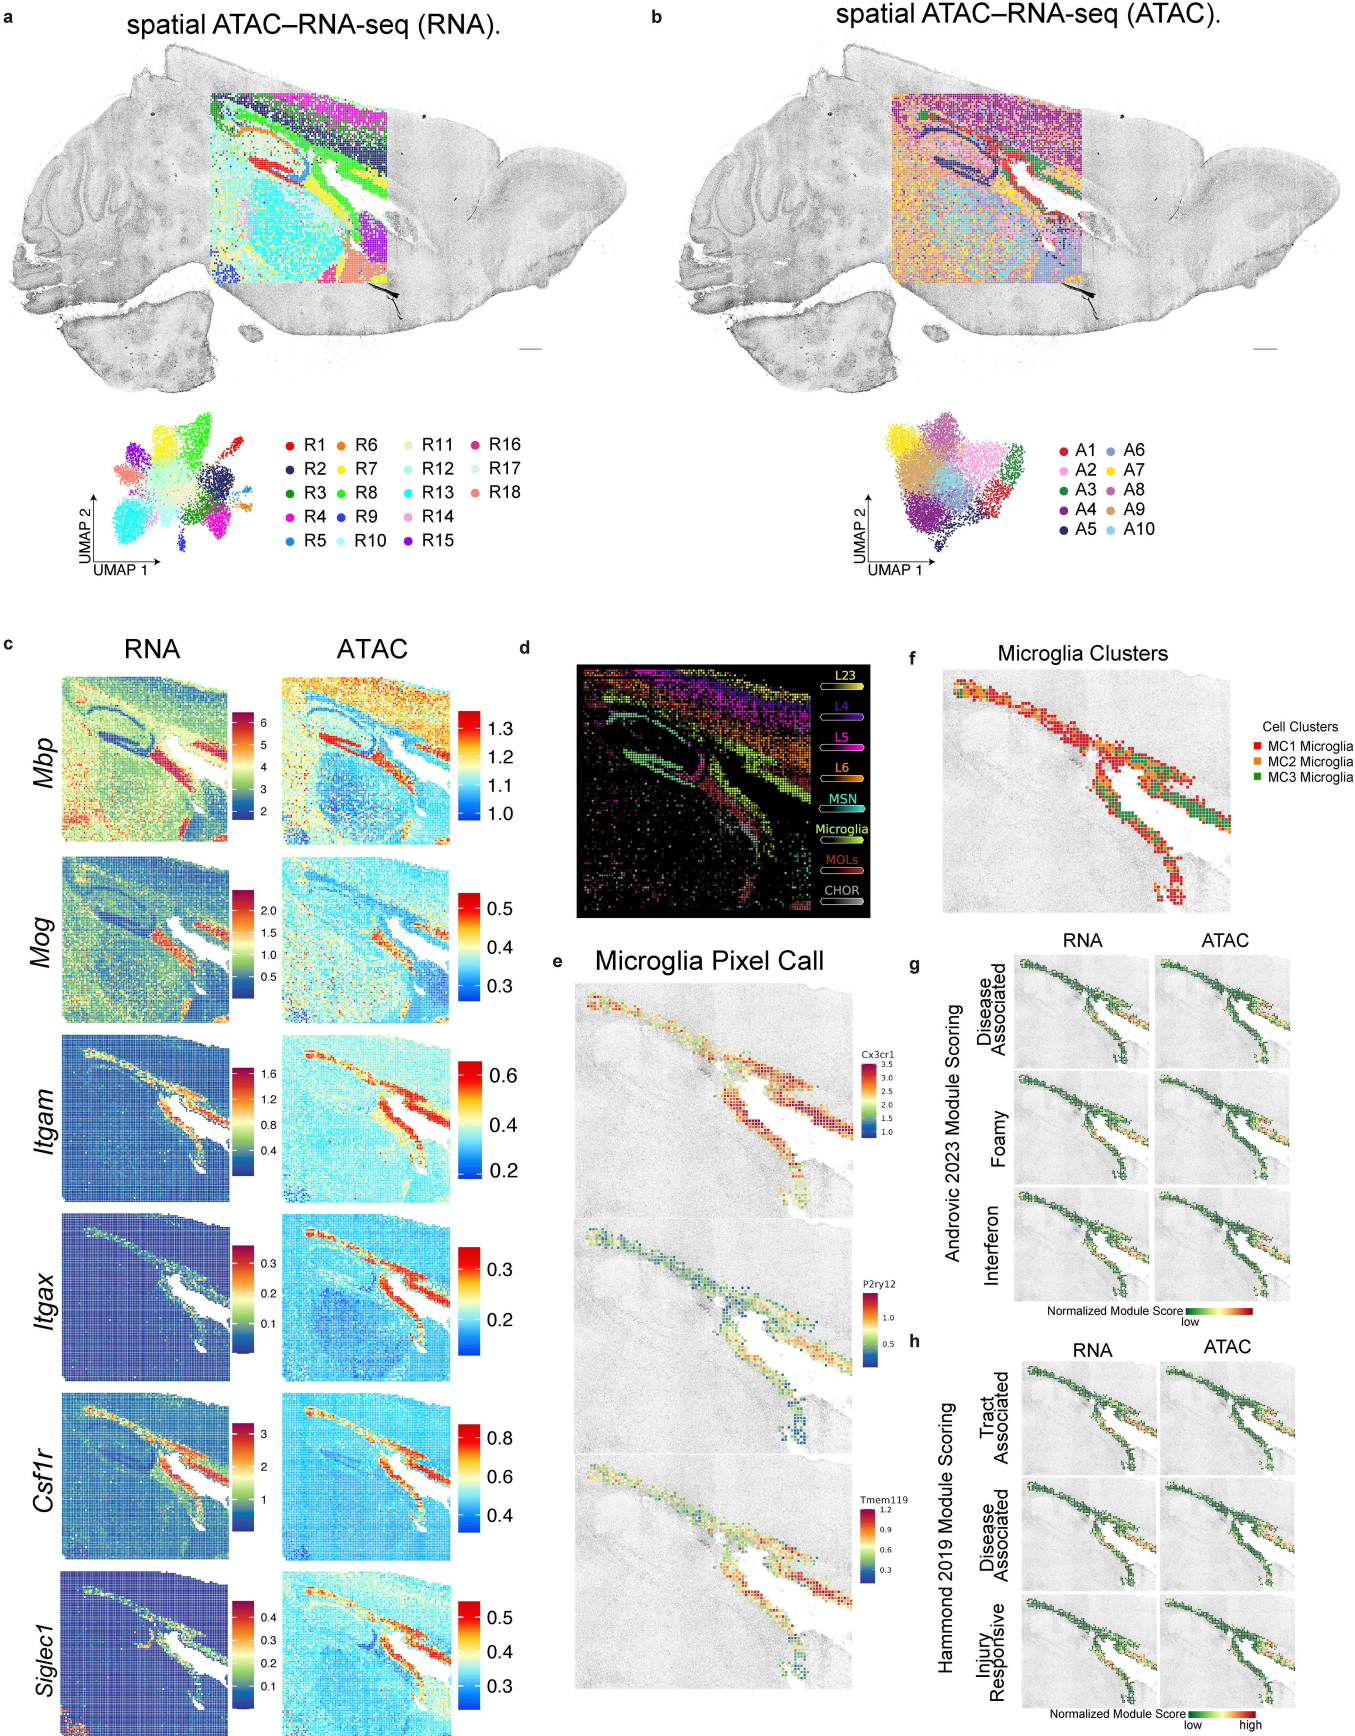 a
spatial ATAC–RNA-seq (RNA).
b
spatial ATAC–RNA-seq (ATAC).
UMAP 2
UMAP 1
R1 R6 R11 R16
R2 R7 R12 R17
R3 R8 R13 R18
R4 R9 R14
R5 R10 R15
UMAP 2
UMAP 1
A1 A6
A2 A7
A3 A8
A4 A9
A5 A10
c
RNA ATAC
Mbp
6
5
4
3
2
1.3
1.2
1.1
1.0
Mog
2.0
1.5
1.0
0.5
0.5
0.4
0.3
Itgam
1.6
1.2
0.8
0.4
0.6
0.4
0.2
Itgax
0.3
0.2
0.1
0.3
0.2
Csf1r
3
2
1
0.8
0.6
0.4
Siglec1
0.4
0.3
0.2
0.1
0.5
0.4
0.3
d
L23
L4
L5
L6
MSN
Microglia
MOLs
CHOR
e
Microglia Pixel Call
Cx3cr1
3.5
3.0
2.5
2.0
1.5
1.0
P2ry12
1.0
0.5
Tmem119
1.2
0.9
0.6
0.3
f
Microglia Clusters
Cell Clusters
MC1 Microglia
MC2 Microglia
MC3 Microglia
g
RNA ATAC
Androvic 2023 Module Scoring
Disease
Associated
Foamy
Interferon
Normalized Module Score
low
h
RNA ATAC
Hammond 2019 Module Scoring
Tract
Associated
Disease
Associated
Injury
Responsive
Normalized Module Score
low high